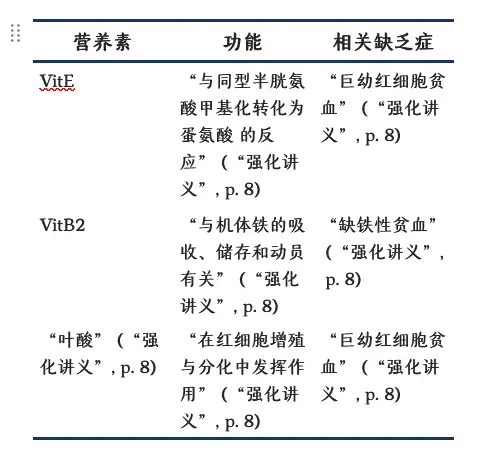 营养素 功能 相关缺乏症
VitE “与同型半胱氨 “巨幼红细胞贫
酸甲基化转化为 血”（“强化讲
蛋氨酸 的反 义”, p. 8)
应”（“强化讲
义”, p. 8)
VitB2 “与机体铁的吸 “缺铁性贫血”
收、储存和动员 (“强化讲义”,
有关”（“强化 p. 8)
讲义”, p. 8)
“叶酸”（“强 “在红细胞增殖 “巨幼红细胞贫
化讲义”, p. 8) 与分化中发挥作 血”（“强化讲
用”（“强化讲 义”, p. 8)
义”, p. 8)